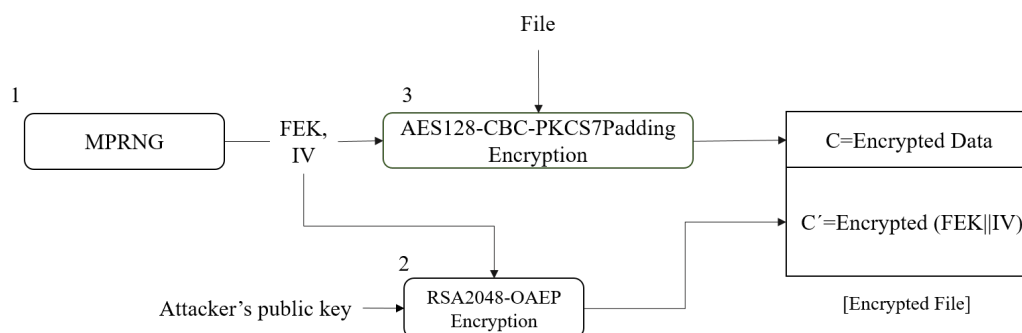 File
1
3
MPRNG
FEK,
IV
AES128-CBC-PKCS7Padding
Encryption
C=Encrypted Data
C´=Encrypted (FEK||IV)
2
Attacker’s public key
RSA2048-OAEP
Encryption
[Encrypted File]